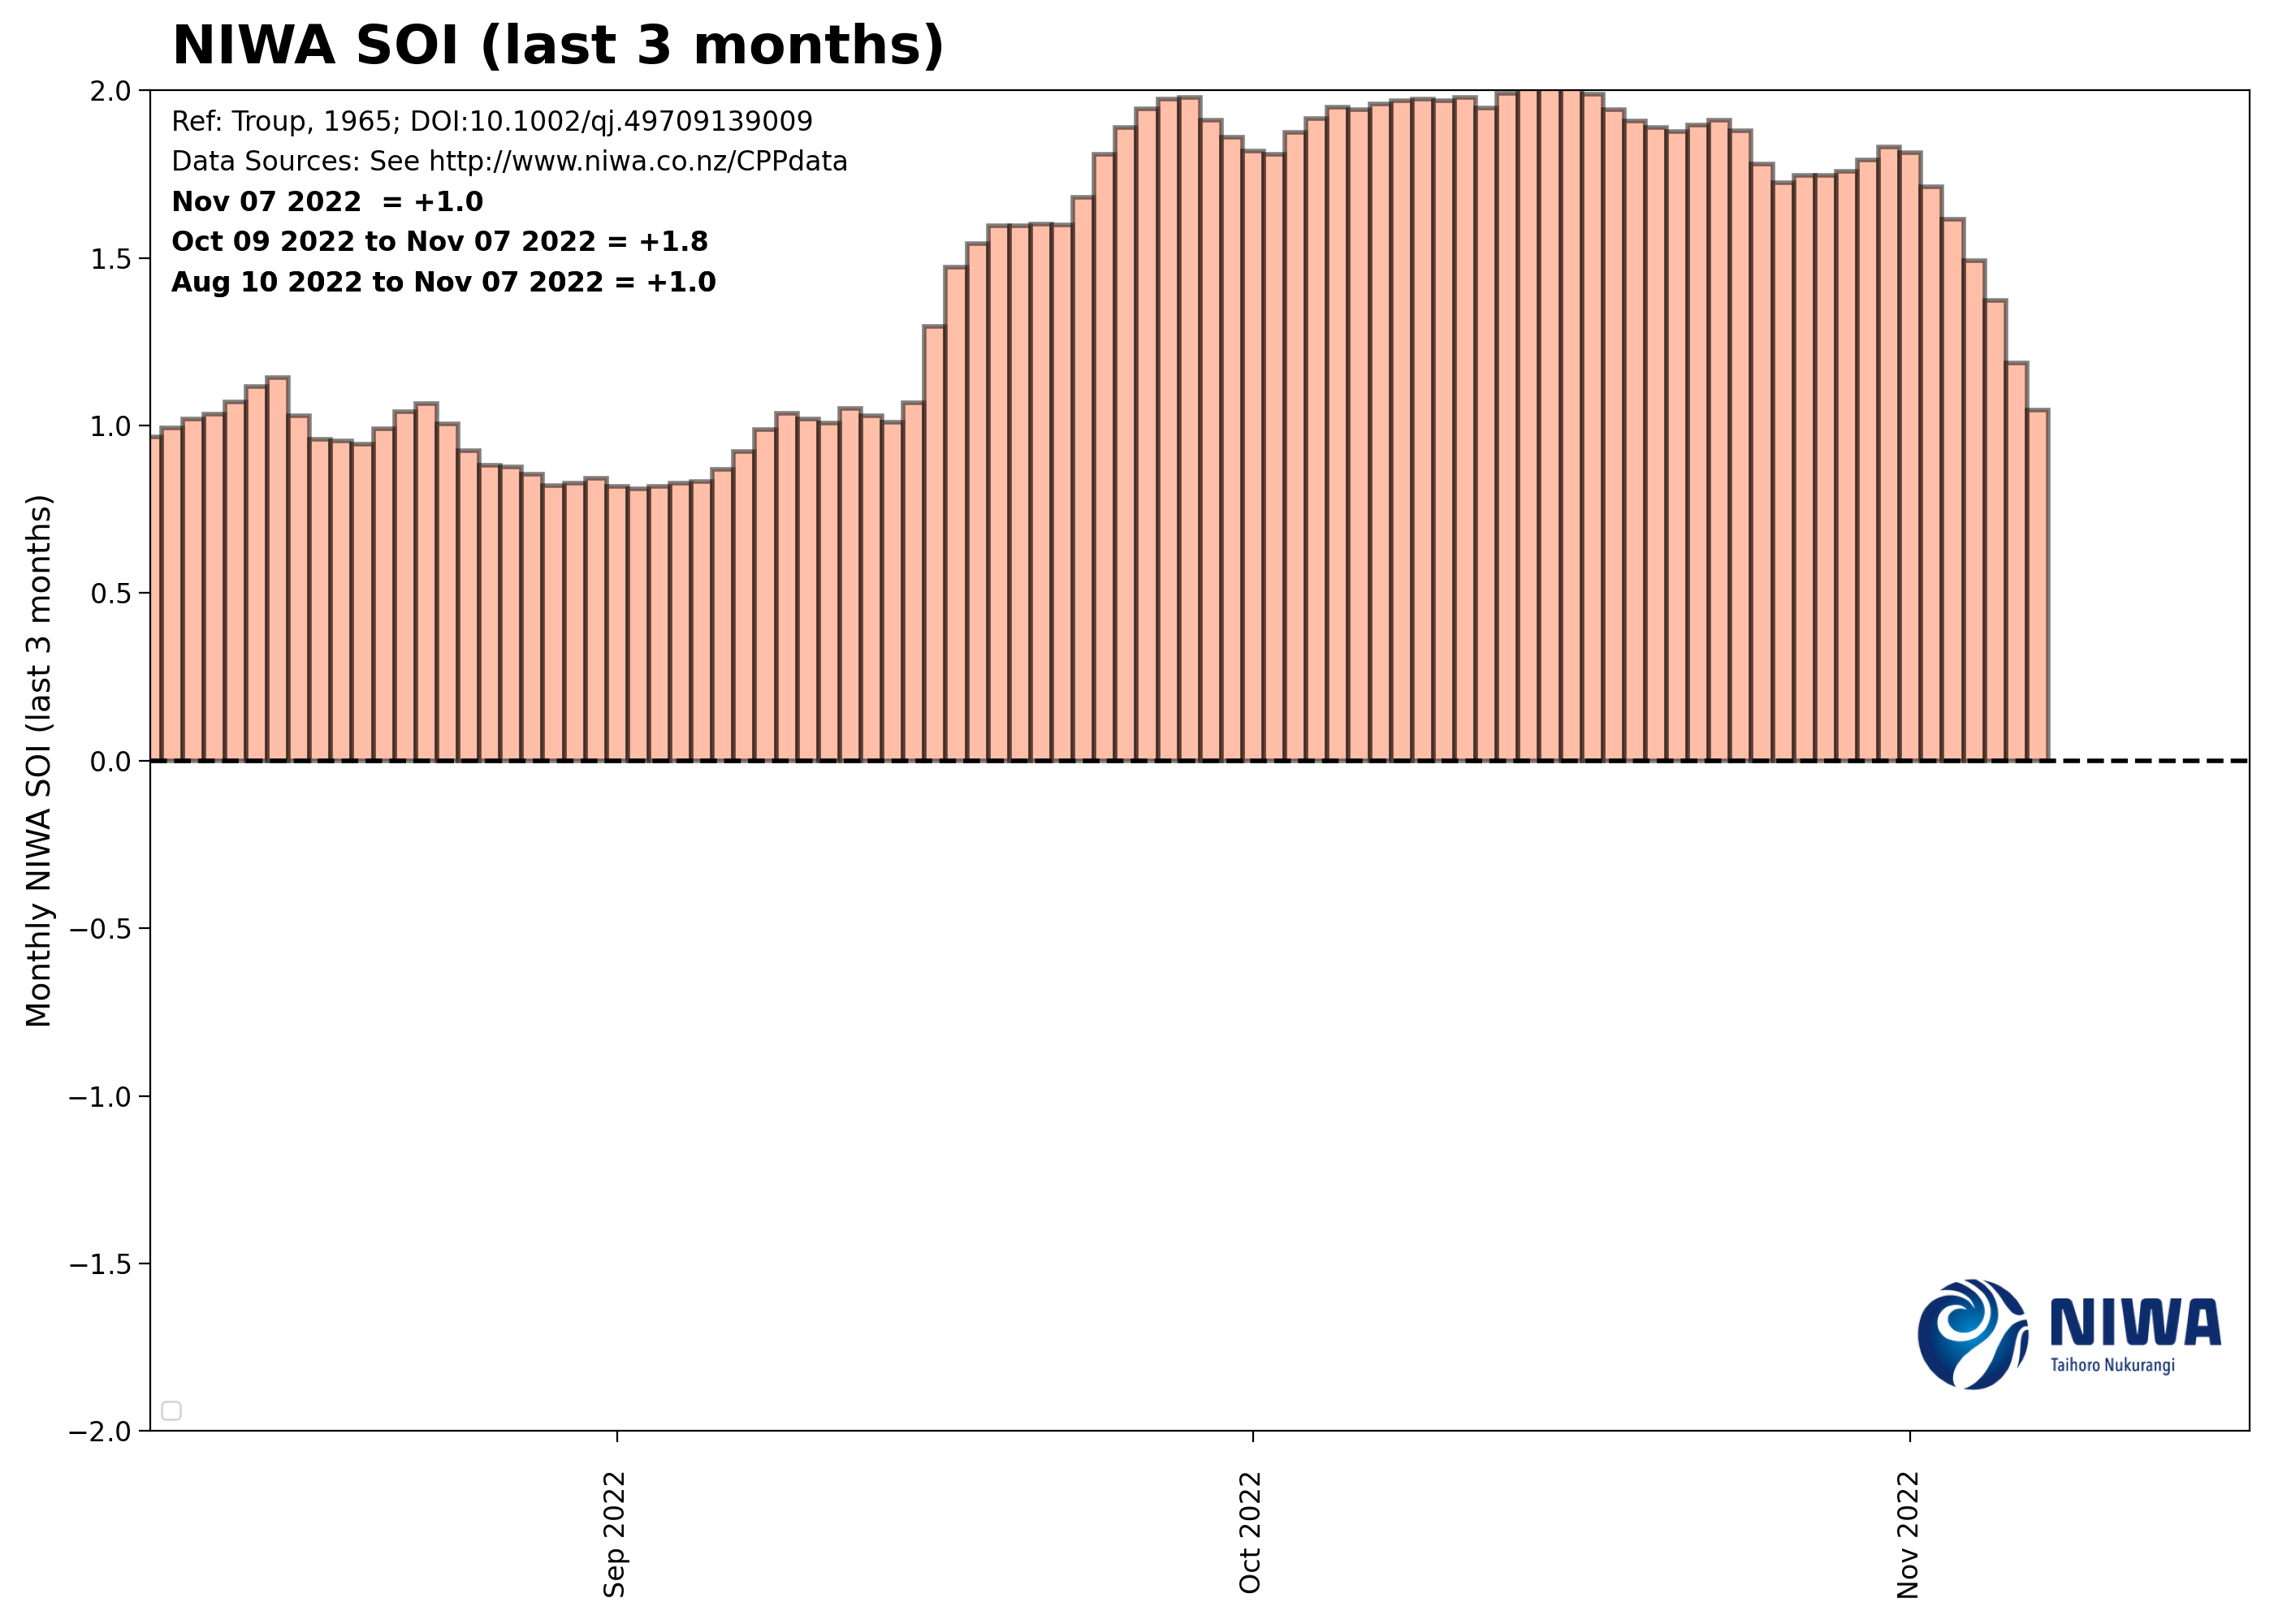 NIWA SOI (last 3 months)
Ref: Troup, 1965; DOI:10.1002/qj.49709139009
Data Sources: See http://www.niwa.co.nz/CPPdata
Nov 07 2022  = +1.0
Oct 09 2022 to Nov 07 2022 = +1.8
Aug 10 2022 to Nov 07 2022 = +1.0
Monthly NIWA SOI (last 3 months)
2.0
1.5
1.0
0.5
0.0
−0.5
−1.0
−1.5
−2.0
Sep 2022
Oct 2022
Nov 2022
NIWA
Taihoro Nukurangi